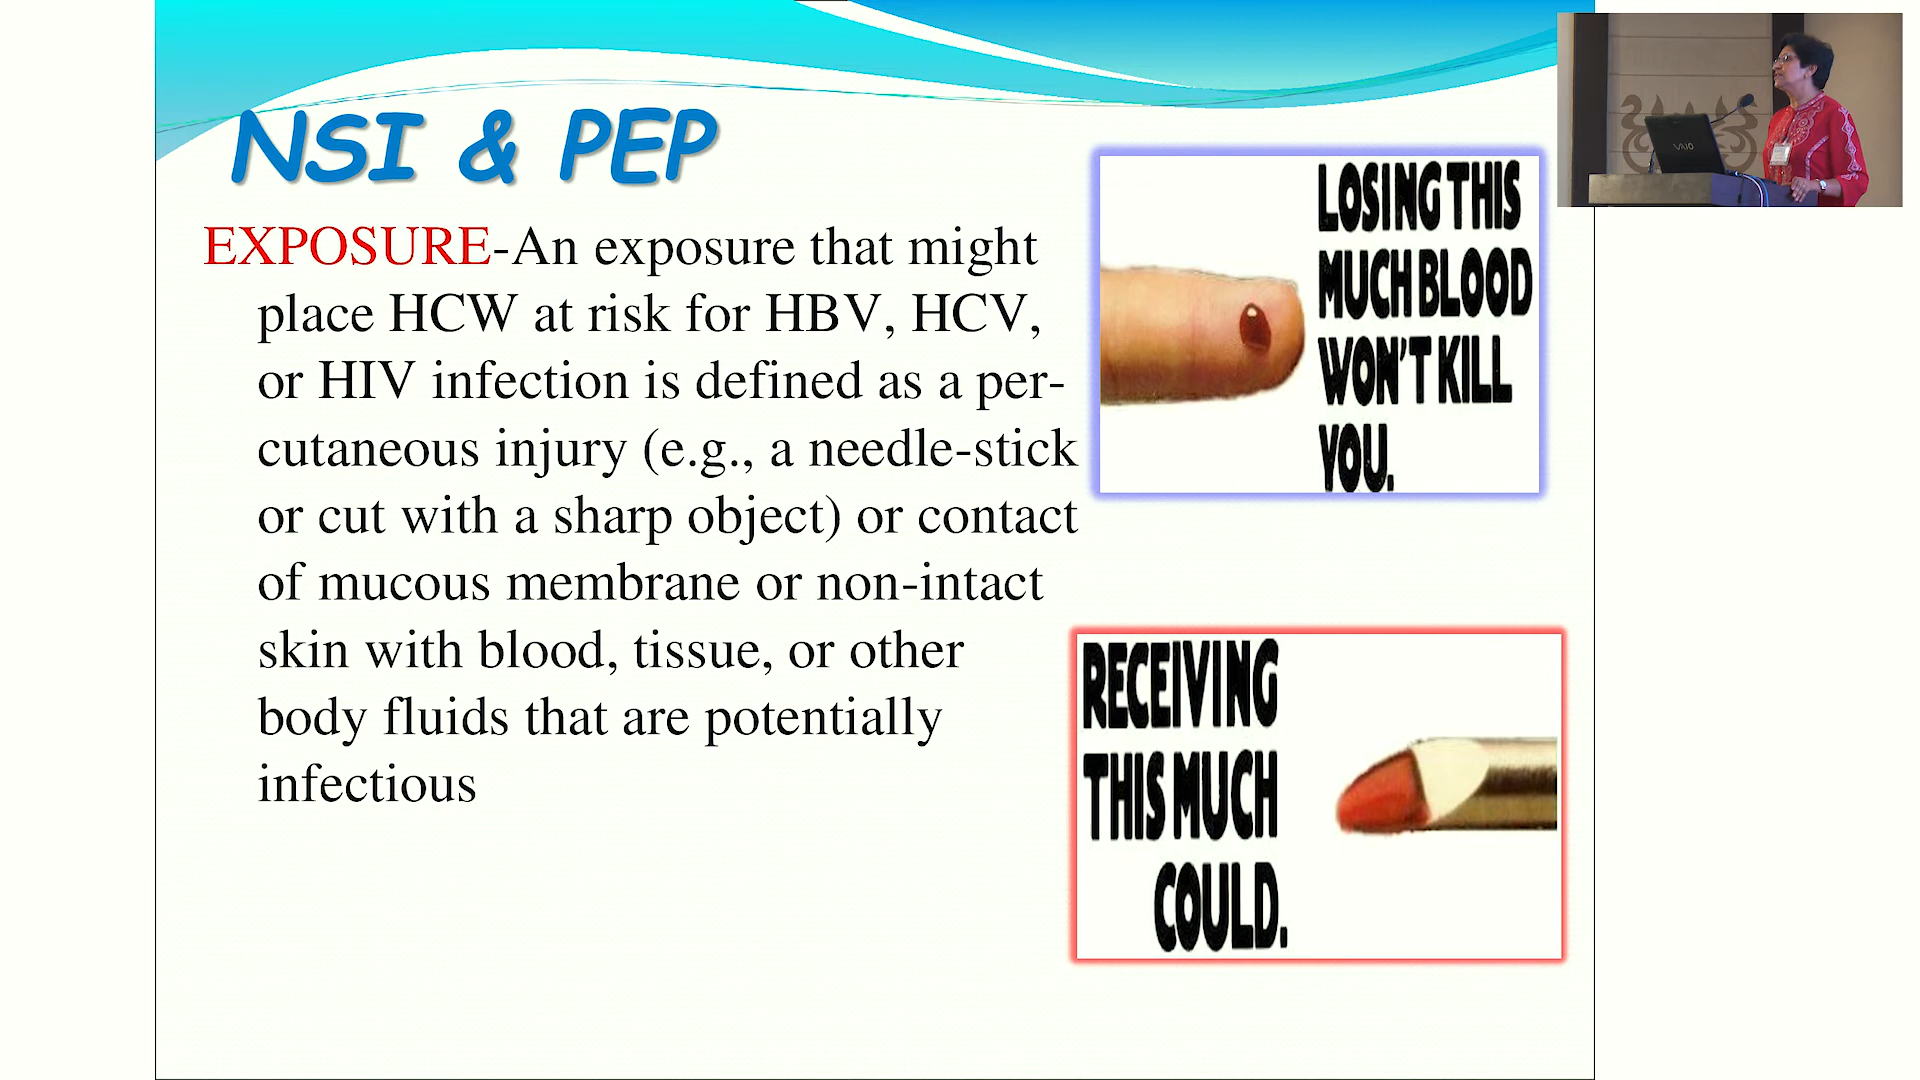 NSI & PEP
EXPOSURE-An exposure that might
place HCW at risk for HBV, HCV,
or HIV infection is defined as a per-
cutaneous injury (e.g., a needle-stick
or cut with a sharp object) or contact
of mucous membrane or non-intact
skin with blood, tissue, or other
body fluids that are potentially
infectious
LOSING THIS
MUCH BLOOD
WON'T KILL
YOU.
RECEIVING
THIS MUCH
COULD.
VAIO